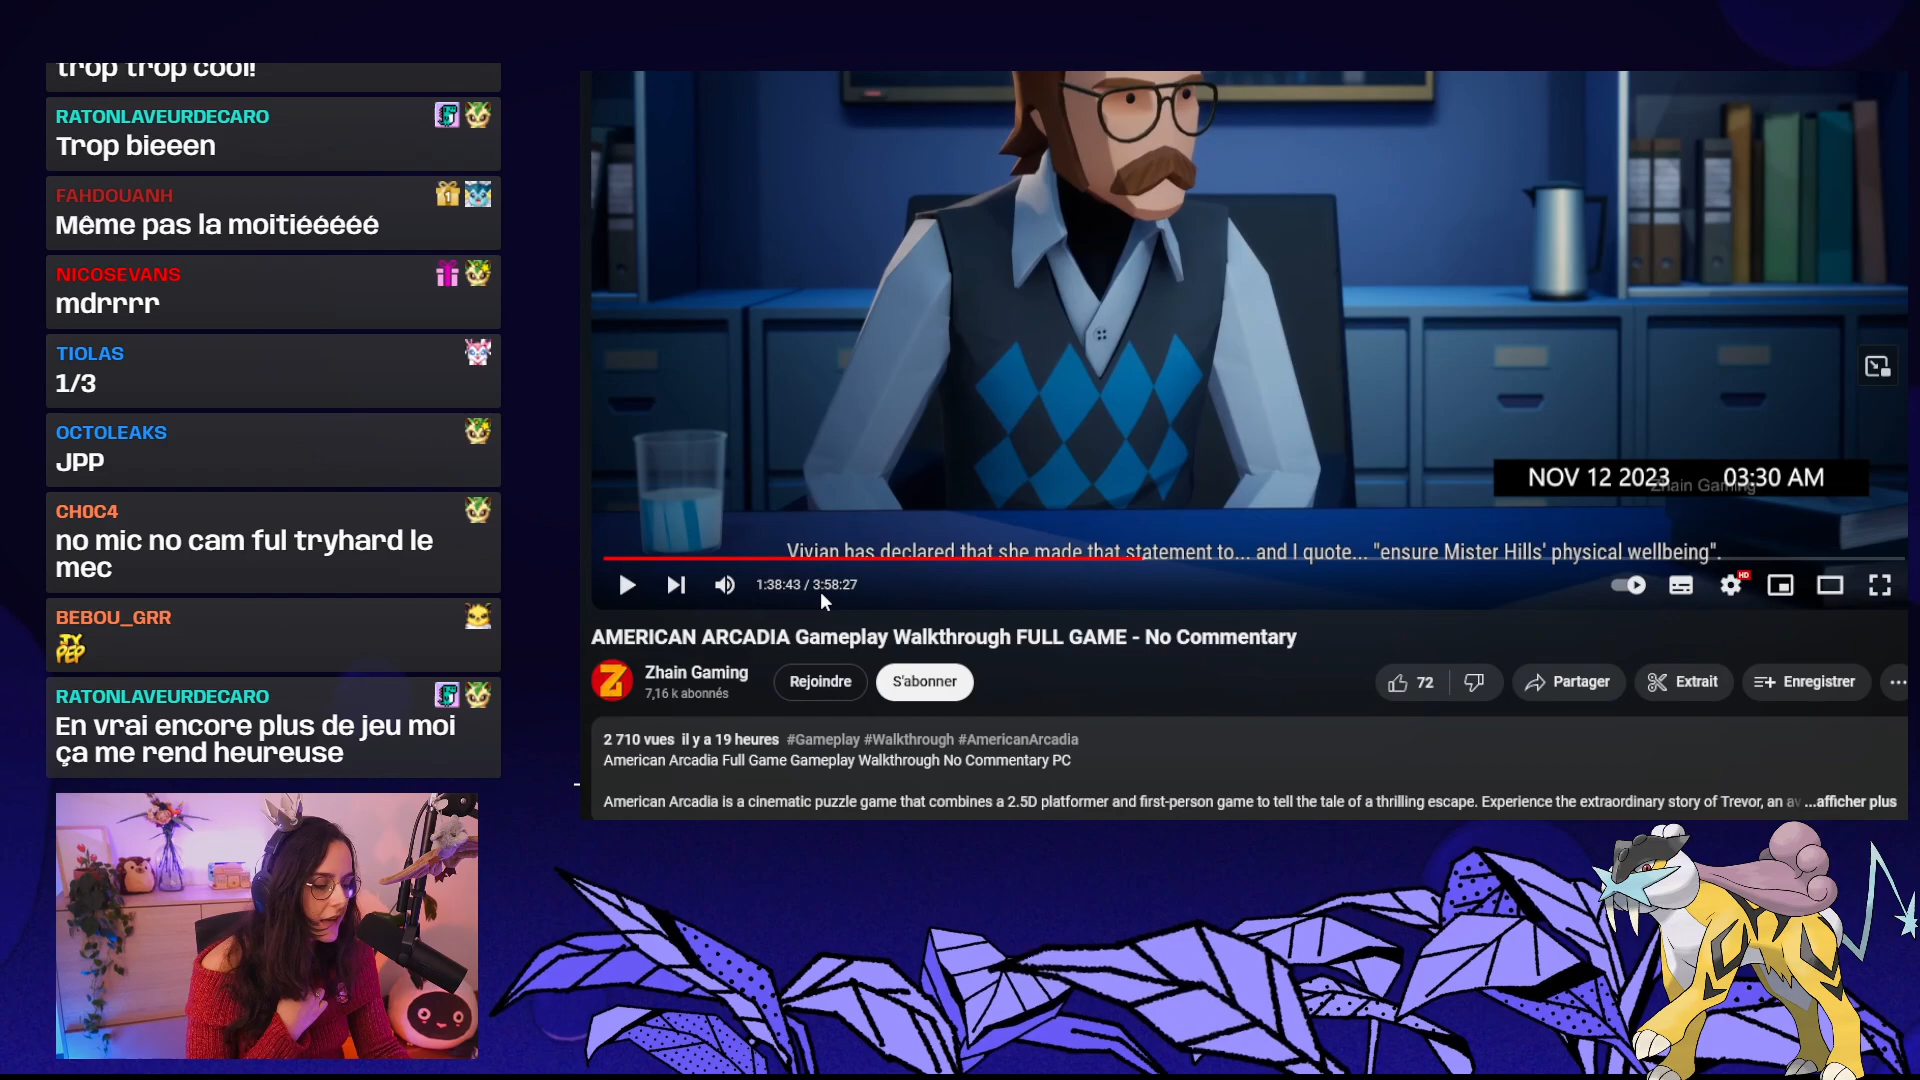 trop trop cool!
RATONLAVEURDECARO
Trop bieeen
FAHDOUANH
Même pas la moitiééééé
NICOSEVANS
mdrrrr
TIOLAS
1/3
OCTOLEAKS
JPP
CH0C4
no mic no cam ful tryhard le
mec
BEBOU_GRR
RATONLAVEURDECARO
En vrai encore plus de jeu moi
ça me rend heureuse
NOV 12 2023 03:30 AM
Zhain Gaming
Vivian has declared that she made that statement to... and I quote... "ensure Mister Hills' physical wellbeing".
1:38:43 / 3:58:27
HD
AMERICAN ARCADIA Gameplay Walkthrough FULL GAME - No Commentary
Z
Zhain Gaming
7,16 k abonnés
Rejoindre
S'abonner
72
Partager
Extrait
Enregistrer
2 710 vues il y a 19 heures #Gameplay #Walkthrough #AmericanArcadia
American Arcadia Full Game Gameplay Walkthrough No Commentary PC
American Arcadia is a cinematic puzzle game that combines a 2.5D platformer and first-person game to tell the tale of a thrilling escape. Experience the extraordinary story of Trevor, an av ...afficher plus